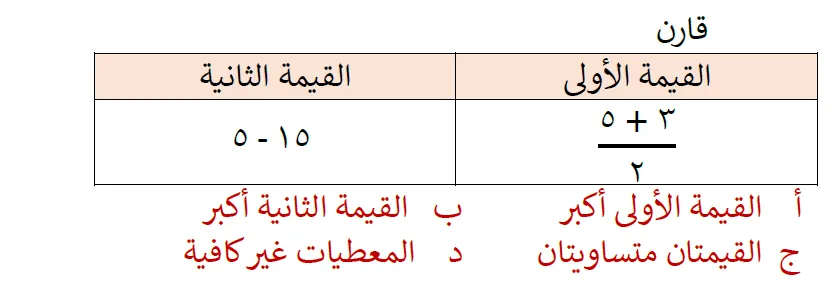 قارن
القيمة الأولى القيمة الثانية
٣ + ٥
١٥ - ٥
٢
أ القيمة الأولى أكبر ب القيمة الثانية أكبر
ج القيمتان متساويتان د المعطيات غير كافية